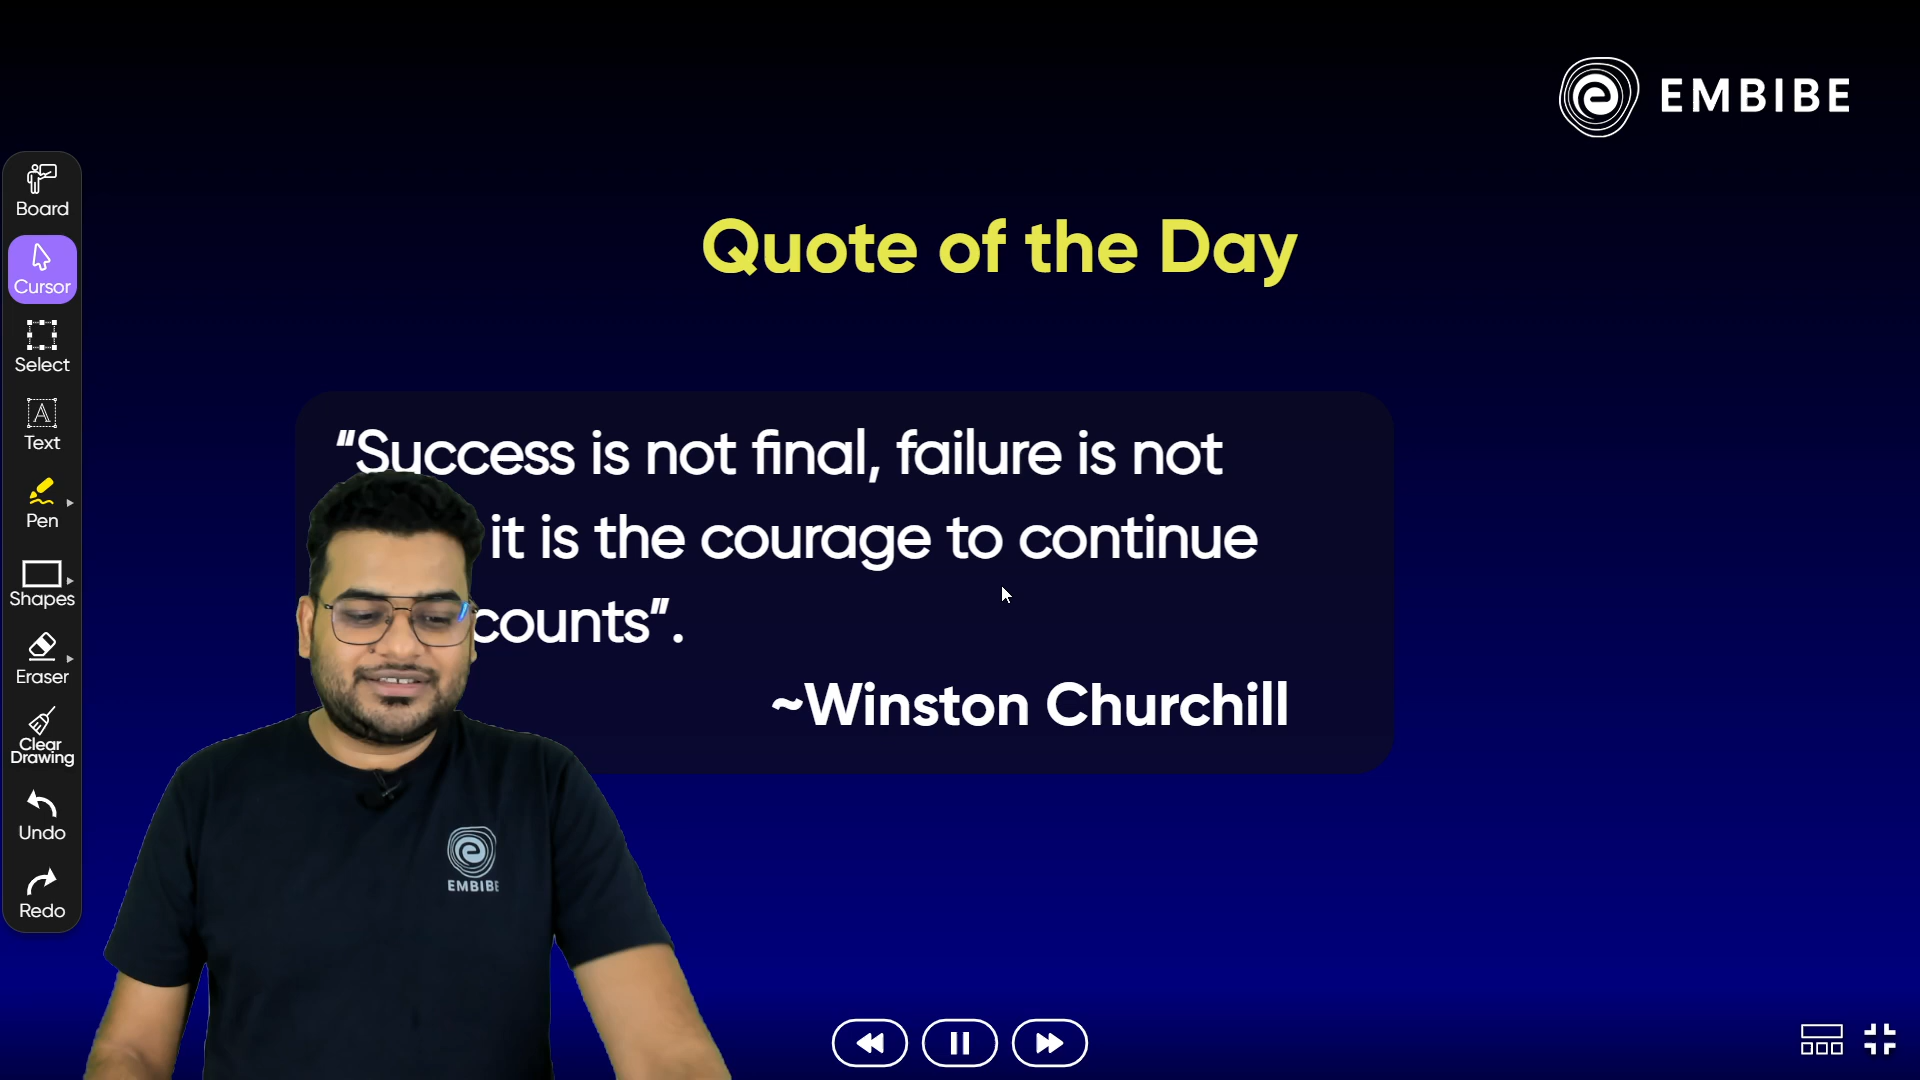 EMBIBE
Board
Cursor
Select
Text
Pen
Shapes
Eraser
Clear
Drawing
Undo
Redo
Quote of the Day
“Success is not final, failure is not
it is the courage to continue
counts”.
~Winston Churchill
EMBIBE